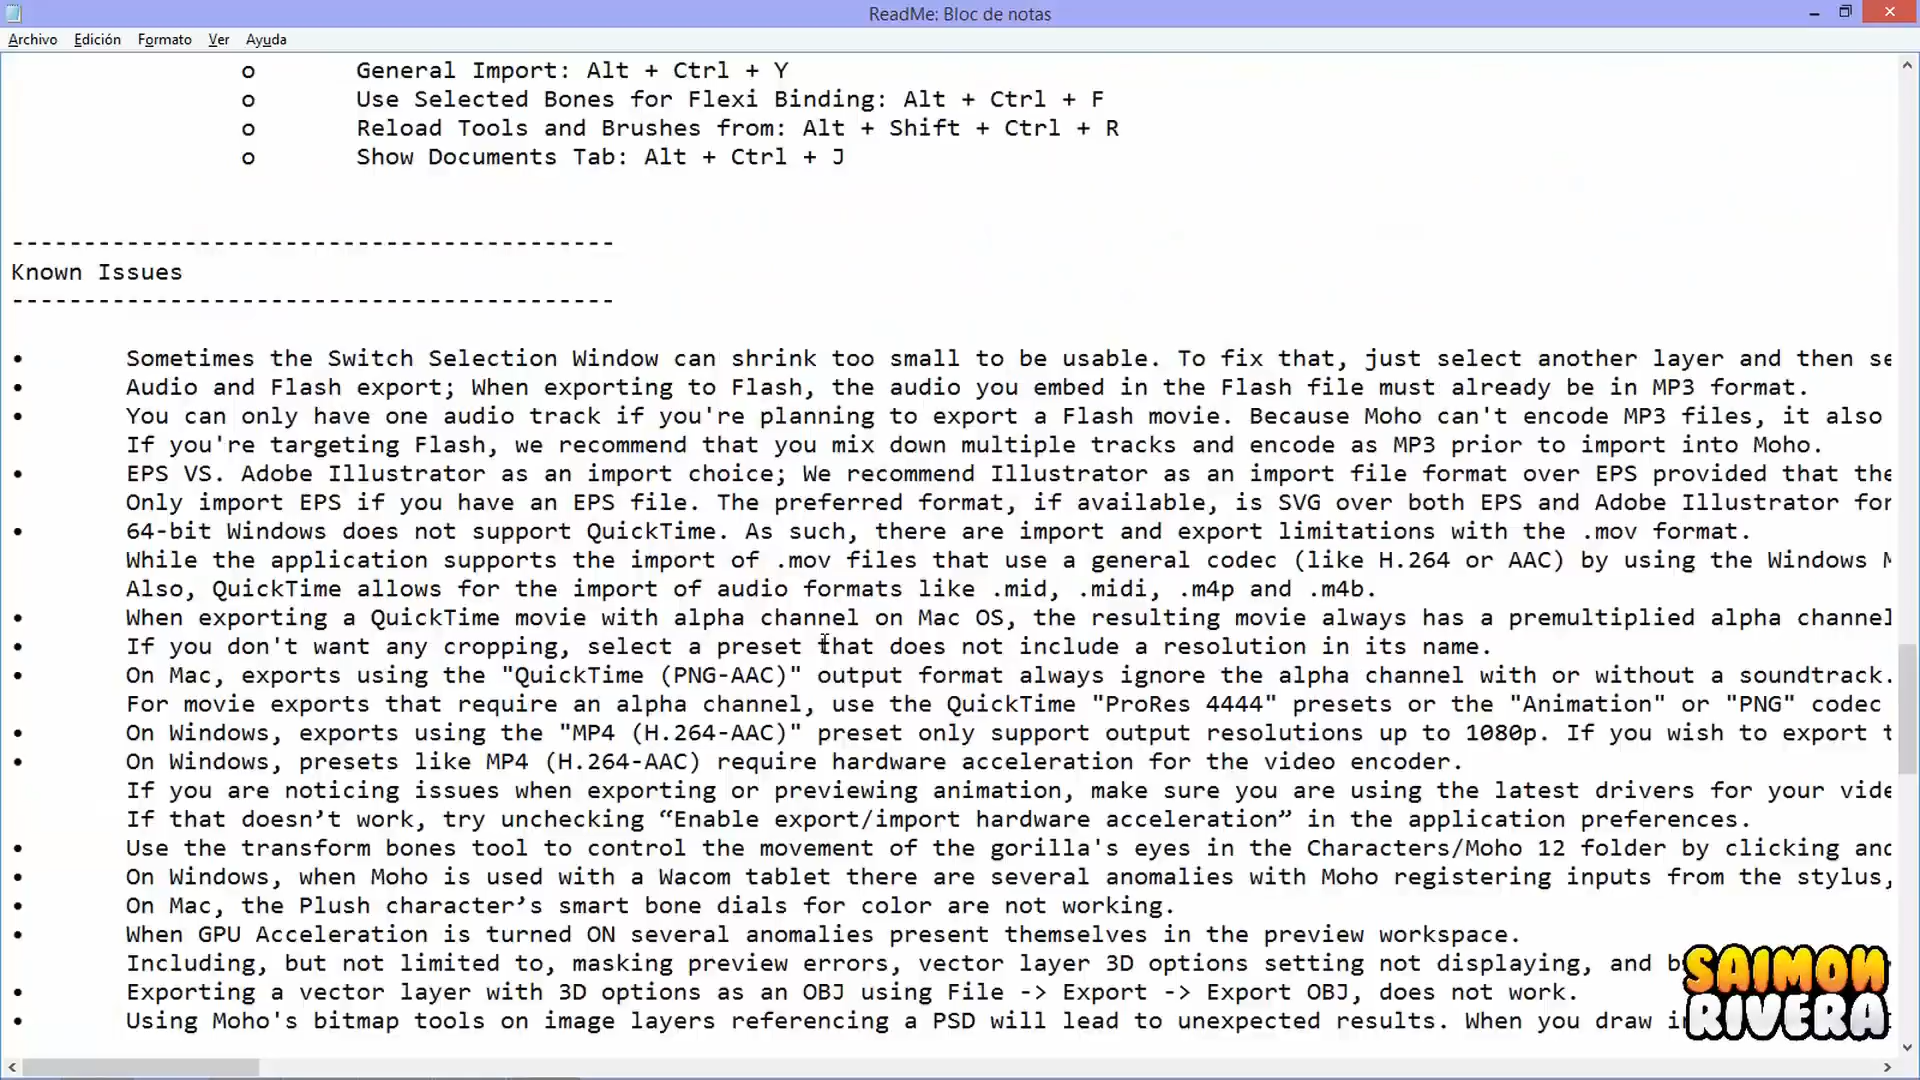 ReadMe: Bloc de notas
Archivo Edición Formato Ver Ayuda
o General Import: Alt + Ctrl + Y
o Use Selected Bones for Flexi Binding: Alt + Ctrl + F
o Reload Tools and Brushes from: Alt + Shift + Ctrl + R
o Show Documents Tab: Alt + Ctrl + J
------------------------------------------
Known Issues
------------------------------------------
• Sometimes the Switch Selection Window can shrink too small to be usable. To fix that, just select another layer and then se
• Audio and Flash export; When exporting to Flash, the audio you embed in the Flash file must already be in MP3 format.
• You can only have one audio track if you're planning to export a Flash movie. Because Moho can't encode MP3 files, it also
If you're targeting Flash, we recommend that you mix down multiple tracks and encode as MP3 prior to import into Moho.
• EPS VS. Adobe Illustrator as an import choice; We recommend Illustrator as an import file format over EPS provided that the
Only import EPS if you have an EPS file. The preferred format, if available, is SVG over both EPS and Adobe Illustrator for
• 64-bit Windows does not support QuickTime. As such, there are import and export limitations with the .mov format.
While the application supports the import of .mov files that use a general codec (like H.264 or AAC) by using the Windows M
Also, QuickTime allows for the import of audio formats like .mid, .midi, .m4p and .m4b.
• When exporting a QuickTime movie with alpha channel on Mac OS, the resulting movie always has a premultiplied alpha channel
• If you don't want any cropping, select a preset that does not include a resolution in its name.
• On Mac, exports using the "QuickTime (PNG-AAC)" output format always ignore the alpha channel with or without a soundtrack.
For movie exports that require an alpha channel, use the QuickTime "ProRes 4444" presets or the "Animation" or "PNG" codec
• On Windows, exports using the "MP4 (H.264-AAC)" preset only support output resolutions up to 1080p. If you wish to export t
• On Windows, presets like MP4 (H.264-AAC) require hardware acceleration for the video encoder.
If you are noticing issues when exporting or previewing animation, make sure you are using the latest drivers for your vide
If that doesn’t work, try unchecking “Enable export/import hardware acceleration” in the application preferences.
• Use the transform bones tool to control the movement of the gorilla's eyes in the Characters/Moho 12 folder by clicking and
• On Windows, when Moho is used with a Wacom tablet there are several anomalies with Moho registering inputs from the stylus,
• On Mac, the Plush character’s smart bone dials for color are not working.
• When GPU Acceleration is turned ON several anomalies present themselves in the preview workspace.
Including, but not limited to, masking preview errors, vector layer 3D options setting not displaying, and b
• Exporting a vector layer with 3D options as an OBJ using File -> Export -> Export OBJ, does not work.
• Using Moho's bitmap tools on image layers referencing a PSD will lead to unexpected results. When you draw i
SAIMON
RIVERA